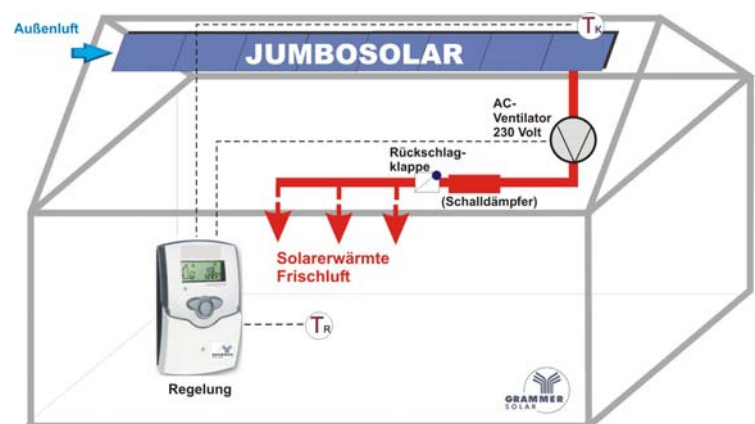 Außenluft
JUMBOSOLAR
TK
AC-
Ventilator
230 Volt
Rückschlag-
klappe
(Schalldämpfer)
Solarerwärmte
Frischluft
TR
Regelung
GRAMMER
SOLAR